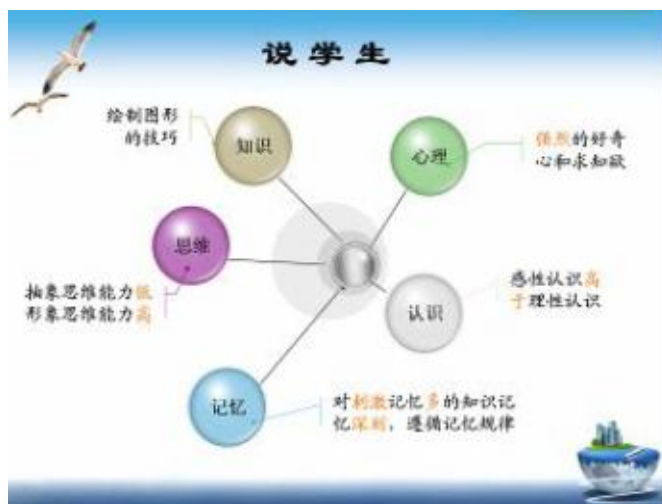 说学生
绘制图形
的技巧
知识
心理
强烈的好奇
心和求知欲
思维
抽象思维能力低
形象思维能力高
感性认识高
于理性认识
认识
记忆
对刺激记忆多的知识记
忆深刻，遵循记忆规律